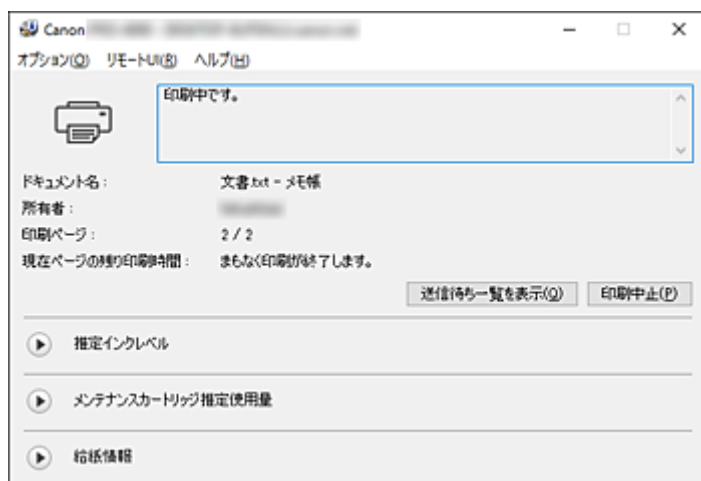 Canon
オプション(O) リモートUI(R) ヘルプ(H)
印刷中です。
ドキュメント名： 文書.txt - メモ帳
所有者：
印刷ページ： 2 / 2
現在ページの残り印刷時間： まもなく印刷が終了します。
送信待ち一覧を表示(Q) 印刷中止(P)
推定インクレベル
メンテナンスカートリッジ推定使用量
給紙情報